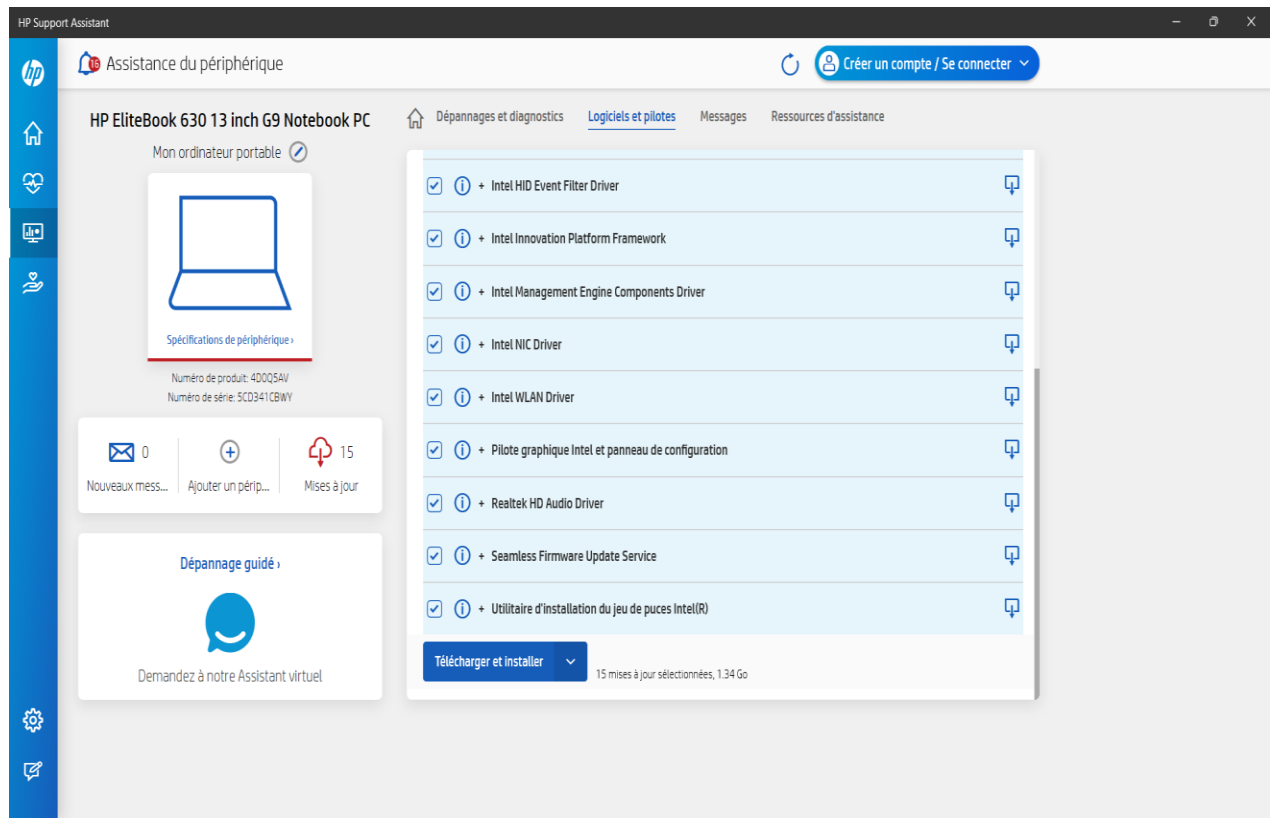 HP Support Assistant
16
Assistance du périphérique
Créer un compte / Se connecter
hp
HP EliteBook 630 13 inch G9 Notebook PC
Mon ordinateur portable
Spécifications de périphérique ›
Numéro de produit: 4D0Q5AV
Numéro de série: 5CD341CBWY
0
15
Nouveaux mess...
Ajouter un périp...
Mises à jour
Dépannage guidé ›
Demandez à notre Assistant virtuel
Dépannages et diagnostics
Logiciels et pilotes
Messages
Ressources d'assistance
+ Intel HID Event Filter Driver
+ Intel Innovation Platform Framework
+ Intel Management Engine Components Driver
+ Intel NIC Driver
+ Intel WLAN Driver
+ Pilote graphique Intel et panneau de configuration
+ Realtek HD Audio Driver
+ Seamless Firmware Update Service
+ Utilitaire d'installation du jeu de puces Intel(R)
Télécharger et installer
15 mises à jour sélectionnées, 1.34 Go